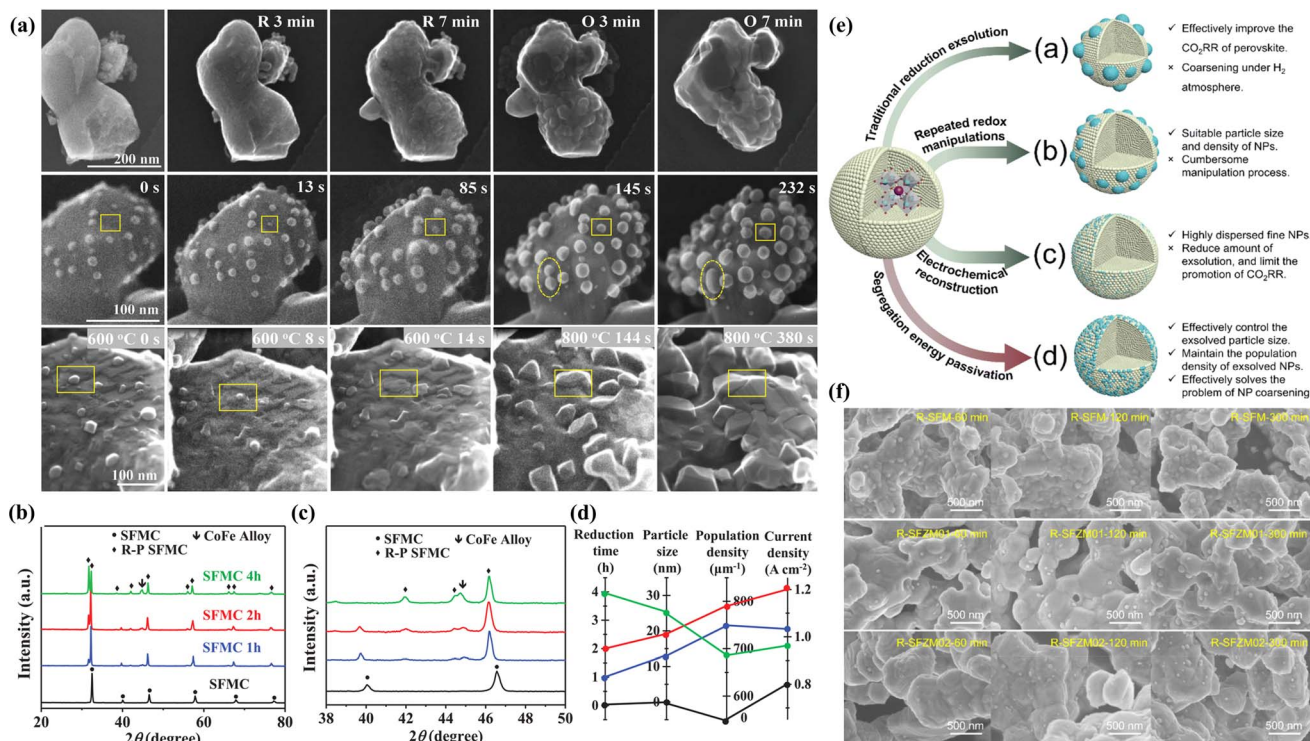 (a)
R 3 min
R 7 min
O 3 min
O 7 min
200 nm
0 s
13 s
85 s
145 s
232 s
100 nm
600 °C 0 s
600 °C 8 s
600 °C 14 s
800 °C 144 s
800 °C 380 s
100 nm
(b)
SFMC
CoFe Alloy
R-P SFMC
SFMC 4h
SFMC 2h
SFMC 1h
SFMC
Intensity (a.u.)
20
40
60
80
2θ (degree)
(c)
SFMC
CoFe Alloy
R-P SFMC
Intensity (a.u.)
40
42
44
46
48
50
2θ (degree)
(d)
Reduction
time
(h)
Particle
size
(nm)
Population
density
(μm⁻¹)
Current
density
(A cm⁻²)
4
3
2
1
0
30
20
10
0
800
700
600
0
1.2
1.0
0.8
(e)
Traditional reduction exsolution
Repeated redox
manipulations
Electrochemical
reconstruction
Segregation energy passivation
(a)
✓ Effectively improve the
CO₂RR of perovskite.
× Coarsening under H₂
atmosphere.
(b)
✓ Suitable particle size
and density of NPs.
× Cumbersome
manipulation process.
(c)
✓ Highly dispersed fine NPs.
× Reduce amount of
exsolution, and limit the
promotion of CO₂RR.
(d)
✓ Effectively control the
exsolved particle size.
✓ Maintain the population
density of exsolved NPs.
✓ Effectively solves the
problem of NP coarsening
(f)
R-SFM-60 min
R-SFM-120 min
R-SFM-300 min
500 nm
500 nm
500 nm
R-SFZM01-60 min
R-SFZM01-120 min
R-SFZM01-300 min
500 nm
500 nm
500 nm
R-SFZM02-60 min
R-SFZM02-120 min
R-SFZM02-300 min
500 nm
500 nm
500 nm